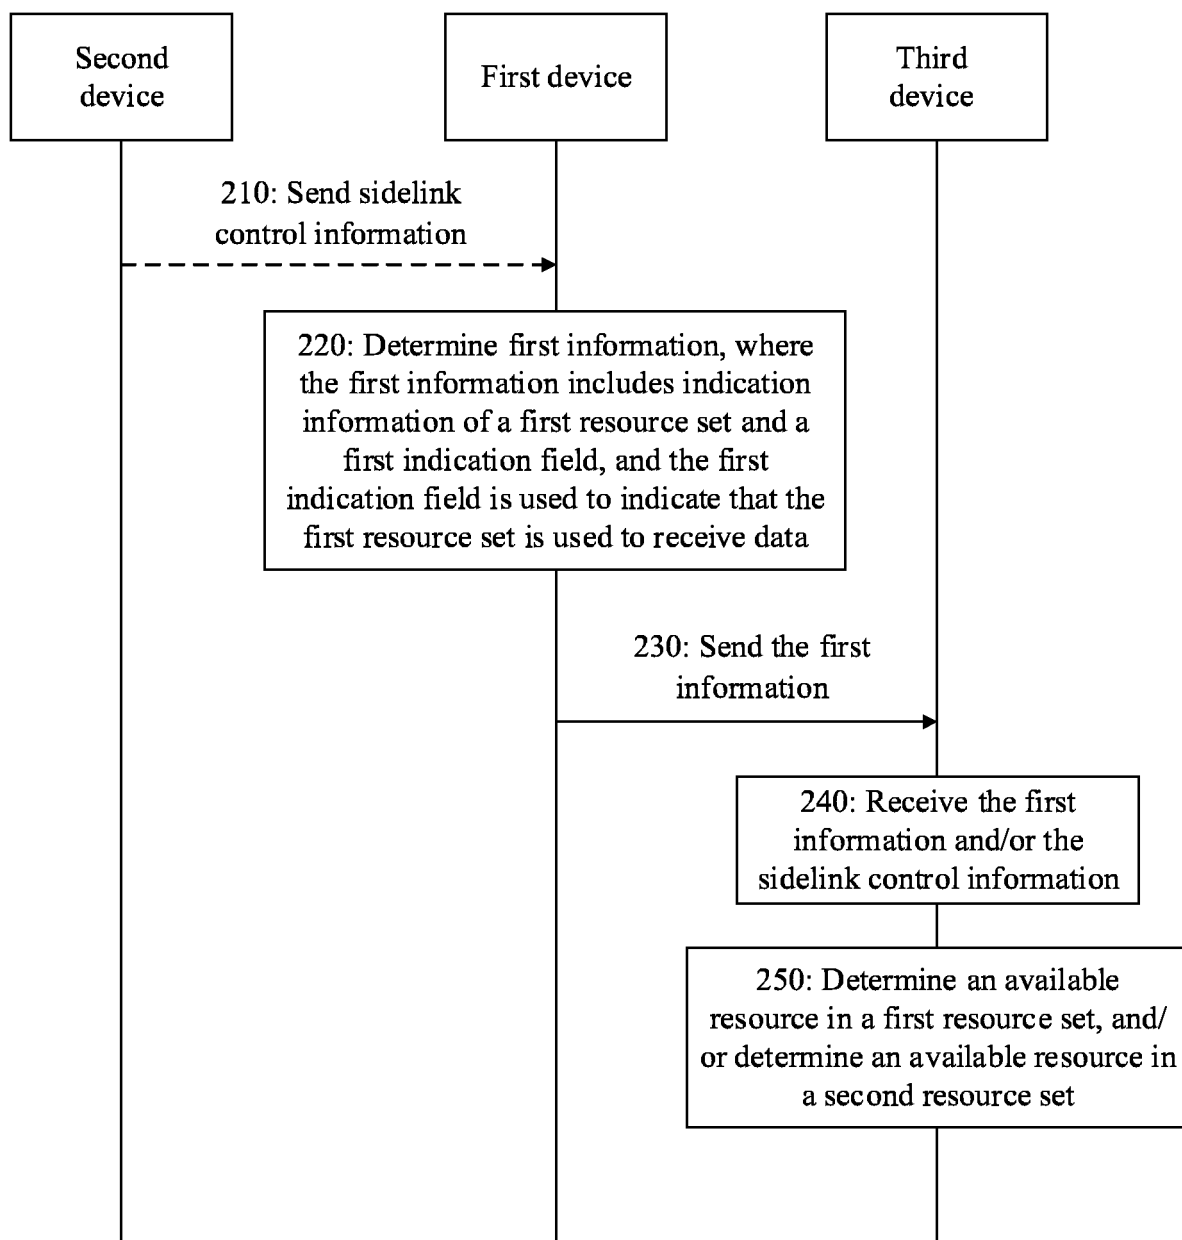 Second
device
First device
Third
device
210: Send sidelink
control information
220: Determine first information, where
the first information includes indication
information of a first resource set and a
first indication field, and the first
indication field is used to indicate that the
first resource set is used to receive data
230: Send the first
information
240: Receive the first
information and/or the
sidelink control information
250: Determine an available
resource in a first resource set, and/
or determine an available resource in
a second resource set